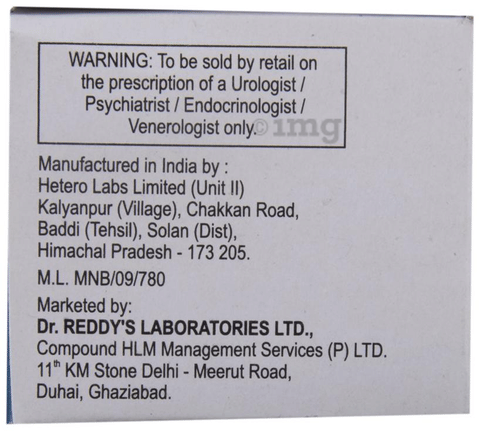 WARNING: To be sold by retail on
the prescription of a Urologist /
Psychiatrist / Endocrinologist /
Venerologist only.
©img
Manufactured in India by :
Hetero Labs Limited (Unit II)
Kalyanpur (Village), Chakkan Road,
Baddi (Tehsil), Solan (Dist),
Himachal Pradesh - 173 205.
M.L. MNB/09/780
Marketed by:
Dr. REDDY'S LABORATORIES LTD.,
Compound HLM Management Services (P) LTD.
11th KM Stone Delhi - Meerut Road,
Duhai, Ghaziabad.